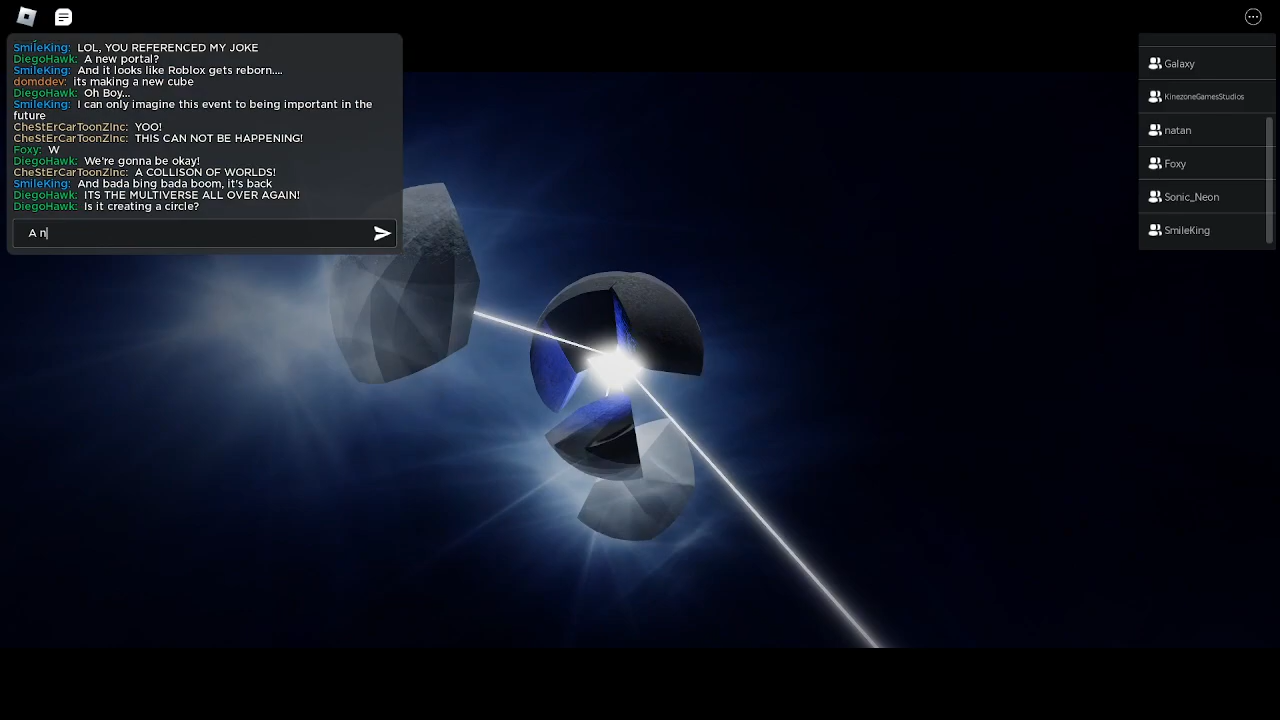 SmileKing: LOL, YOU REFERENCED MY JOKE
DiegoHawk: A new portal?
SmileKing: And it looks like Roblox gets reborn....
domddev: its making a new cube
DiegoHawk: Oh Boy...
SmileKing: I can only imagine this event to being important in the
future
CheStErCarToonZInc: YOO!
CheStErCarToonZInc: THIS CAN NOT BE HAPPENING!
Foxy: W
DiegoHawk: We're gonna be okay!
CheStErCarToonZInc: A COLLISON OF WORLDS!
SmileKing: And bada bing bada boom, it's back
DiegoHawk: ITS THE MULTIVERSE ALL OVER AGAIN!
DiegoHawk: Is it creating a circle?
A n
Galaxy
KinezoneGamesStudios
natan
Foxy
Sonic_Neon
SmileKing